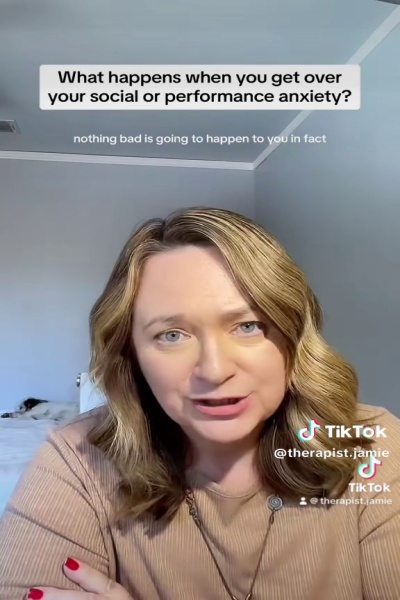 What happens when you get over
your social or performance anxiety?
nothing bad is going to happen to you in fact
TikTok
@therapist.jamie
TikTok
@therapist.jamie